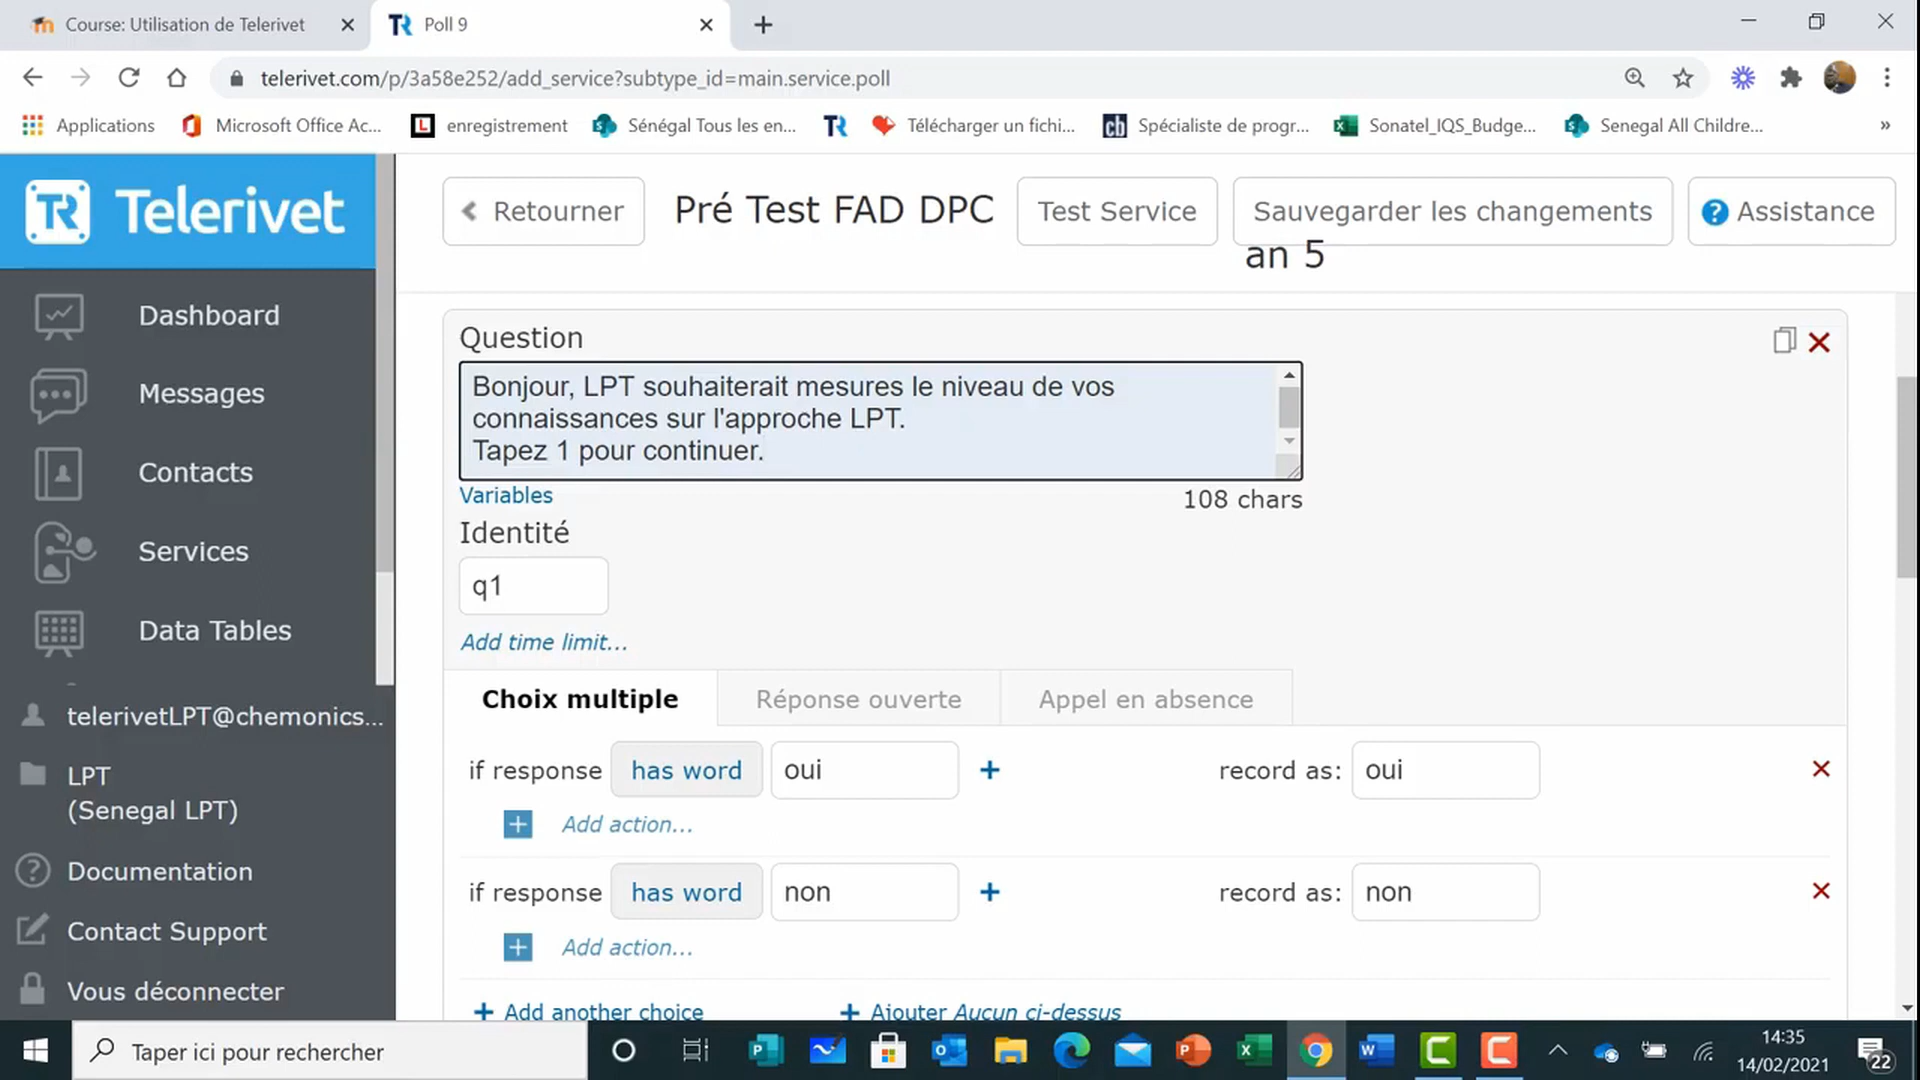 Course: Utilisation de Telerivet
Poll 9
telerivet.com/p/3a58e252/add_service?subtype_id=main.service.poll
Applications
Microsoft Office Ac...
enregistrement
Sénégal Tous les en...
Télécharger un fichi...
Spécialiste de progr...
Sonatel_IQS_Budge...
Senegal All Childre...
»
Telerivet
Retourner
Pré Test FAD DPC an 5
Test Service
Sauvegarder les changements
Assistance
Dashboard
Messages
Contacts
Services
Data Tables
telerivetLPT@chemonics...
LPT
(Senegal LPT)
Documentation
Contact Support
Vous déconnecter
Question
Bonjour, LPT souhaiterait mesures le niveau de vos
connaissances sur l'approche LPT.
Tapez 1 pour continuer.
Variables
108 chars
Identité
q1
Add time limit...
Choix multiple
Réponse ouverte
Appel en absence
if response has word oui + record as: oui
Add action...
if response has word non + record as: non
Add action...
+ Add another choice
+ Ajouter Aucun ci-dessus
Taper ici pour rechercher
14:35
14/02/2021
22